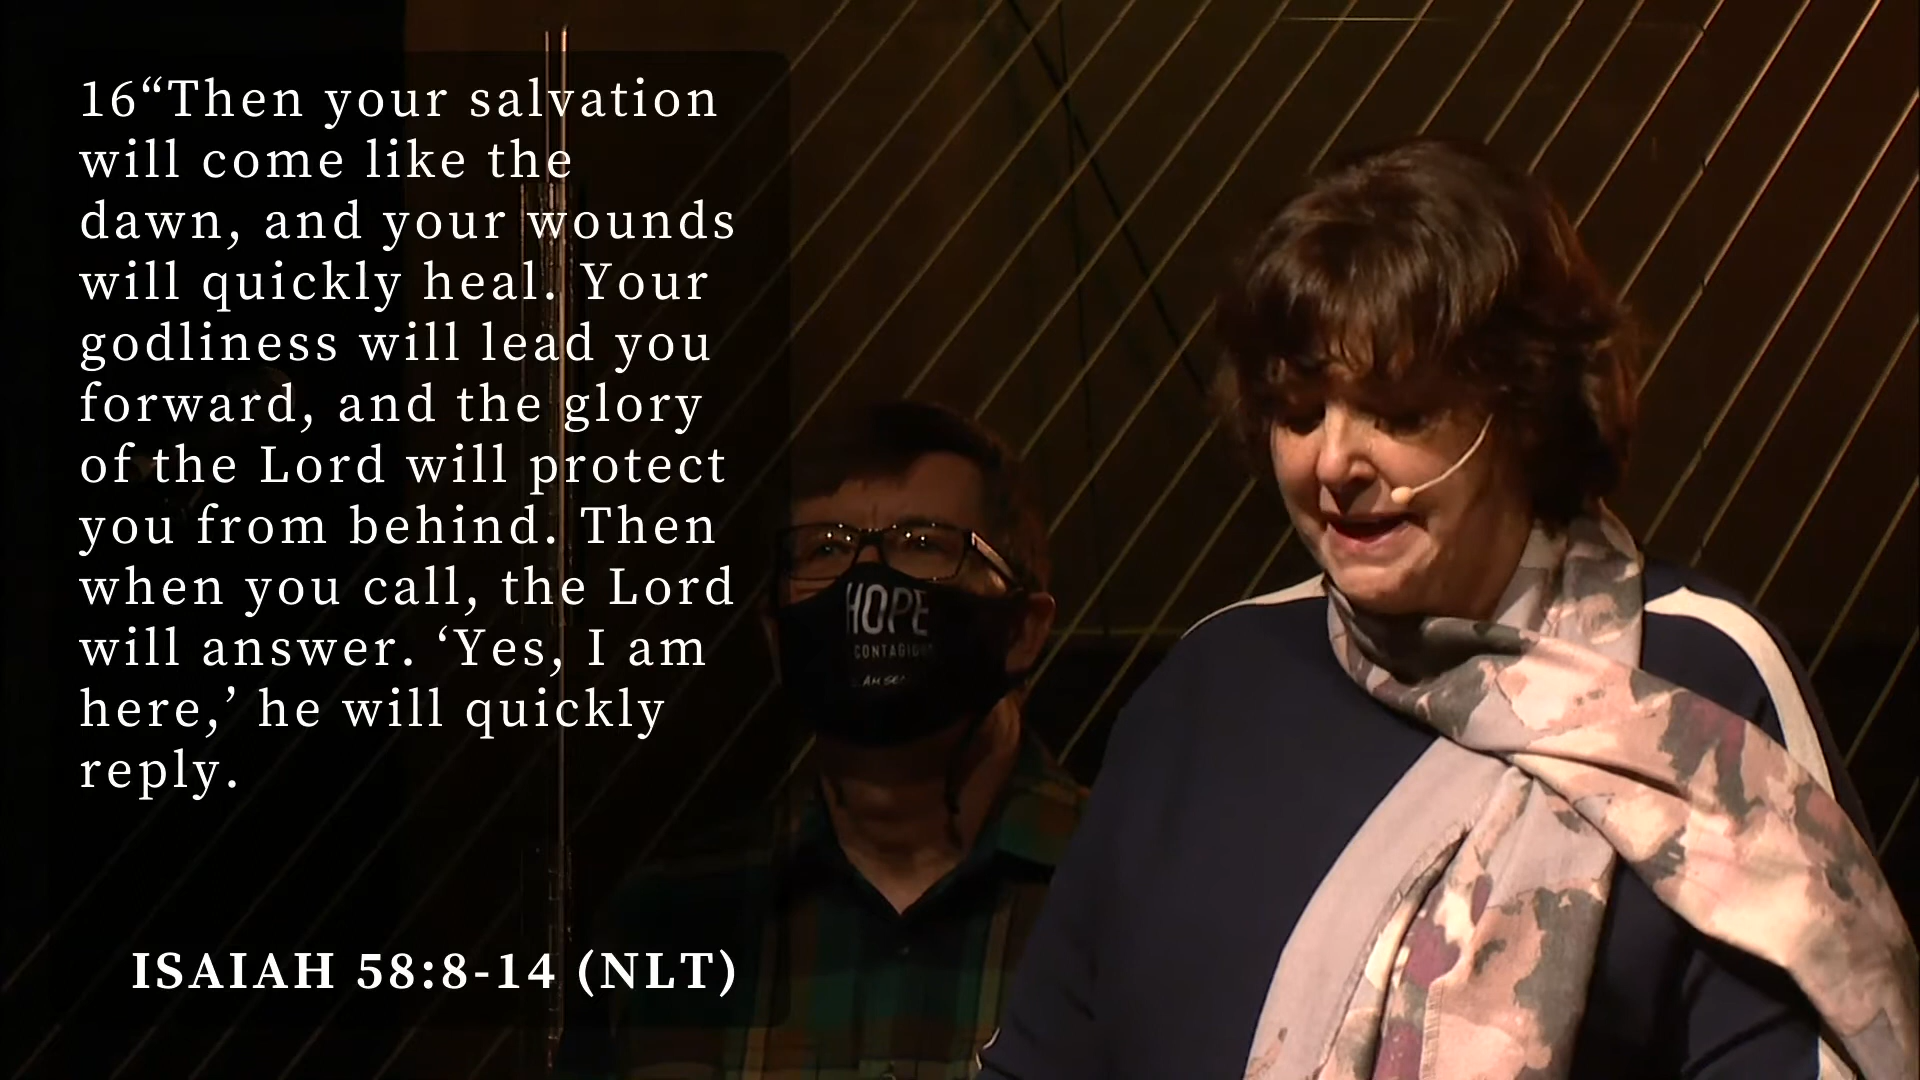 16“Then your salvation
will come like the
dawn, and your wounds
will quickly heal. Your
godliness will lead you
forward, and the glory
of the Lord will protect
you from behind. Then
when you call, the Lord
will answer. ‘Yes, I am
here,’ he will quickly
reply.
ISAIAH 58:8-14 (NLT)
HOPE